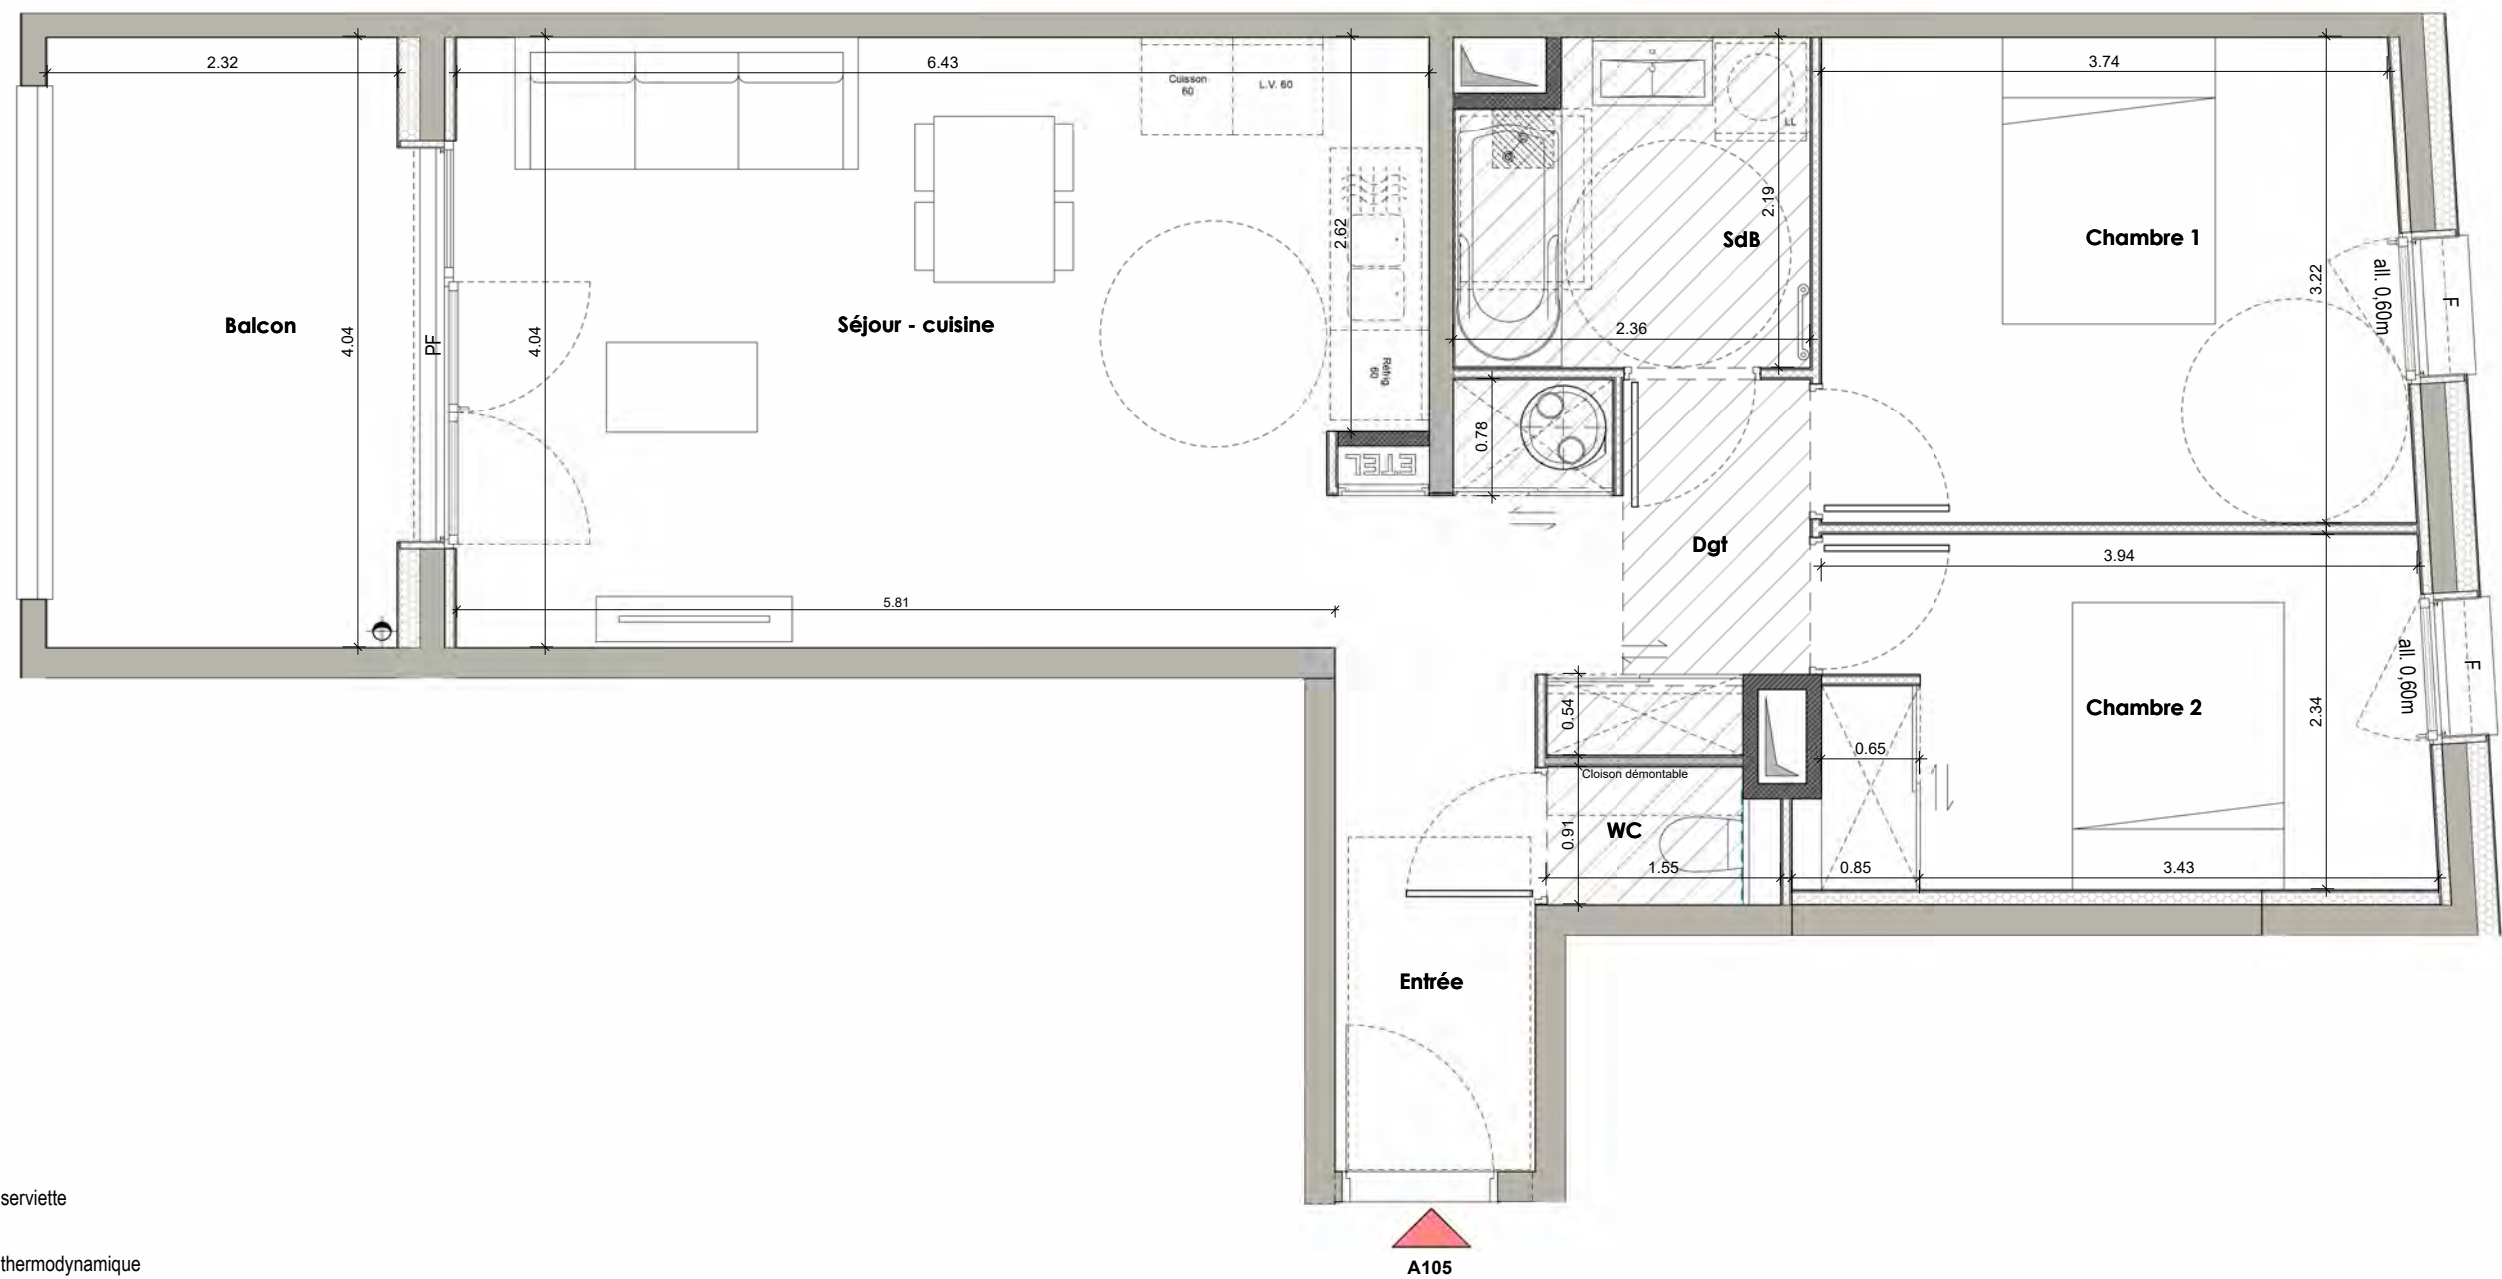 2.32
6.43
3.74
Cuisson
60
L.V. 60
LL
2.19
2.62
SdB
Chambre 1
3.22
all. 0,60m
F
Balcon
4.04
PF
4.04
Séjour - cuisine
2.36
Réfrig
60
0.78
ETEL
Dgt
3.94
5.81
all. 0,60m
F
0.54
Chambre 2
2.34
0.65
Cloison démontable
WC
0.91
1.55
0.85
3.43
Entrée
serviette
thermodynamique
A105